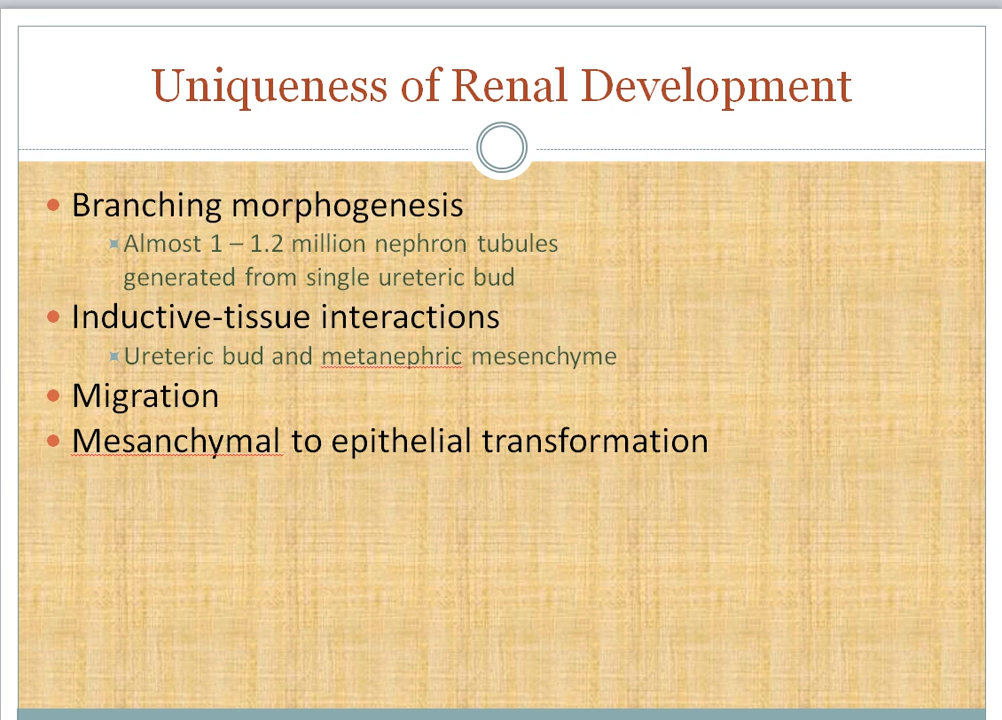 Uniqueness of Renal Development
Branching morphogenesis
Almost 1 – 1.2 million nephron tubules
generated from single ureteric bud
Inductive-tissue interactions
Ureteric bud and metanephric mesenchyme
Migration
Mesanchymal to epithelial transformation